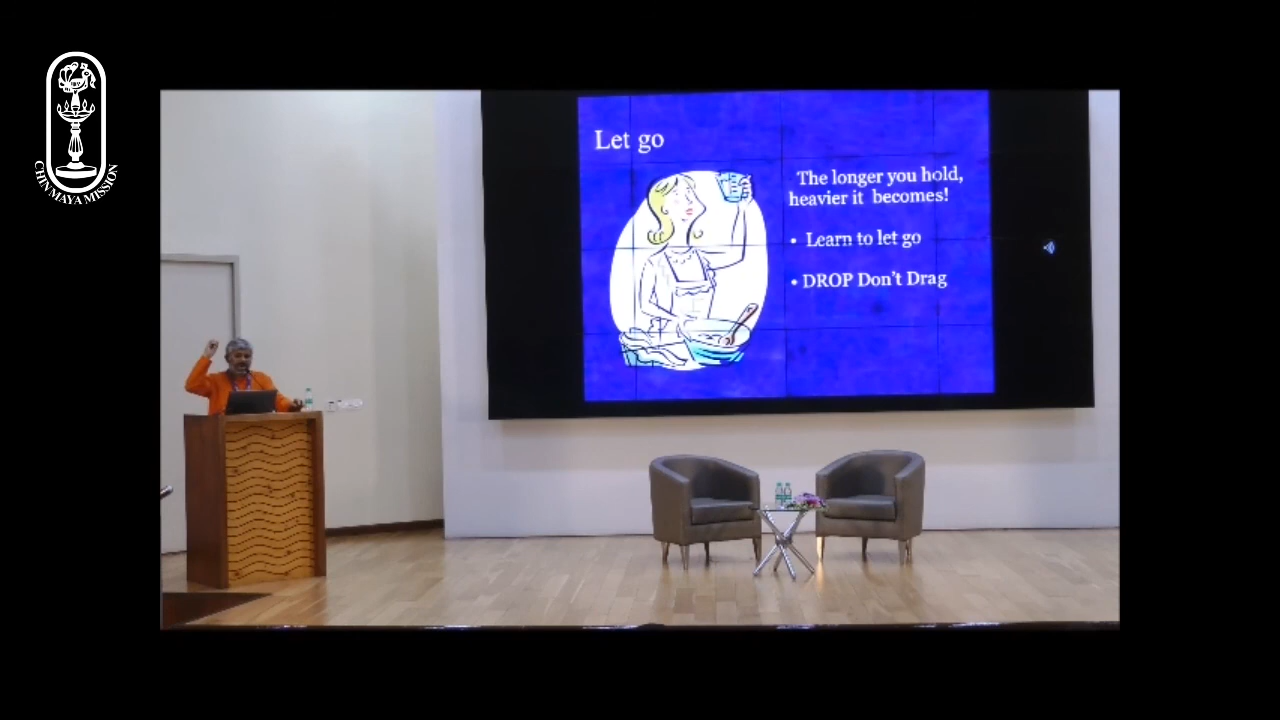 CHINMAYA MISSION
Let go
The longer you hold,
heavier it becomes!
• Learn to let go
• DROP Don't Drag